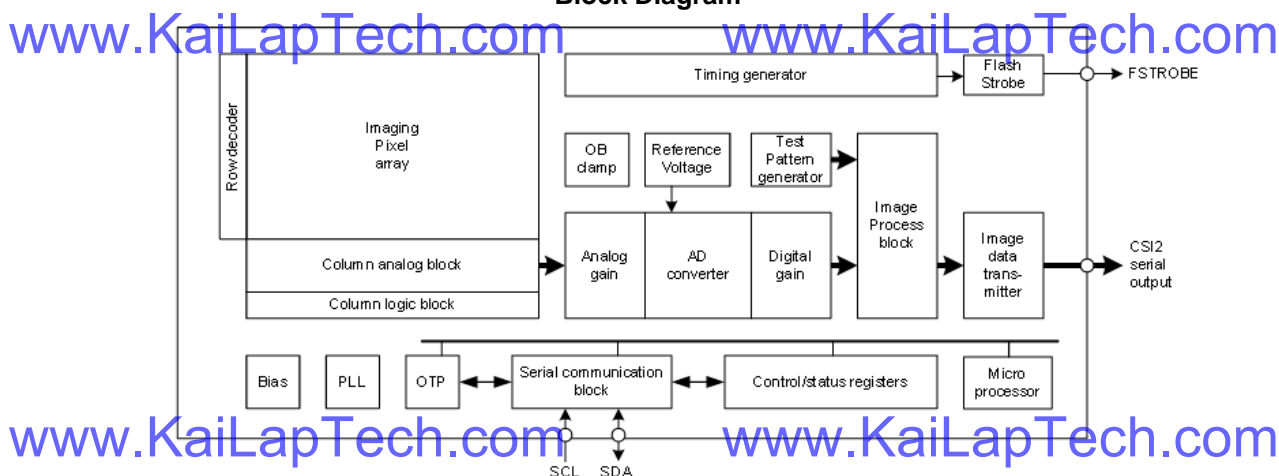 Block Diagram
www.KaiLapTech.com www.KaiLapTech.com
Row decoder
Imaging
Pixel
array
Timing generator
Flash
Strobe
FSTROBE
OB
clamp
Reference
Voltage
Test
Pattern
generator
Image
Process
block
Column analog block
Column logic block
Analog
gain
AD
converter
Digital
gain
Image
data
trans-
mitter
CSI2
serial
output
Bias
PLL
OTP
Serial communication
block
Control/status registers
Micro
processor
www.KaiLapTech.com www.KaiLapTech.com
SCL SDA